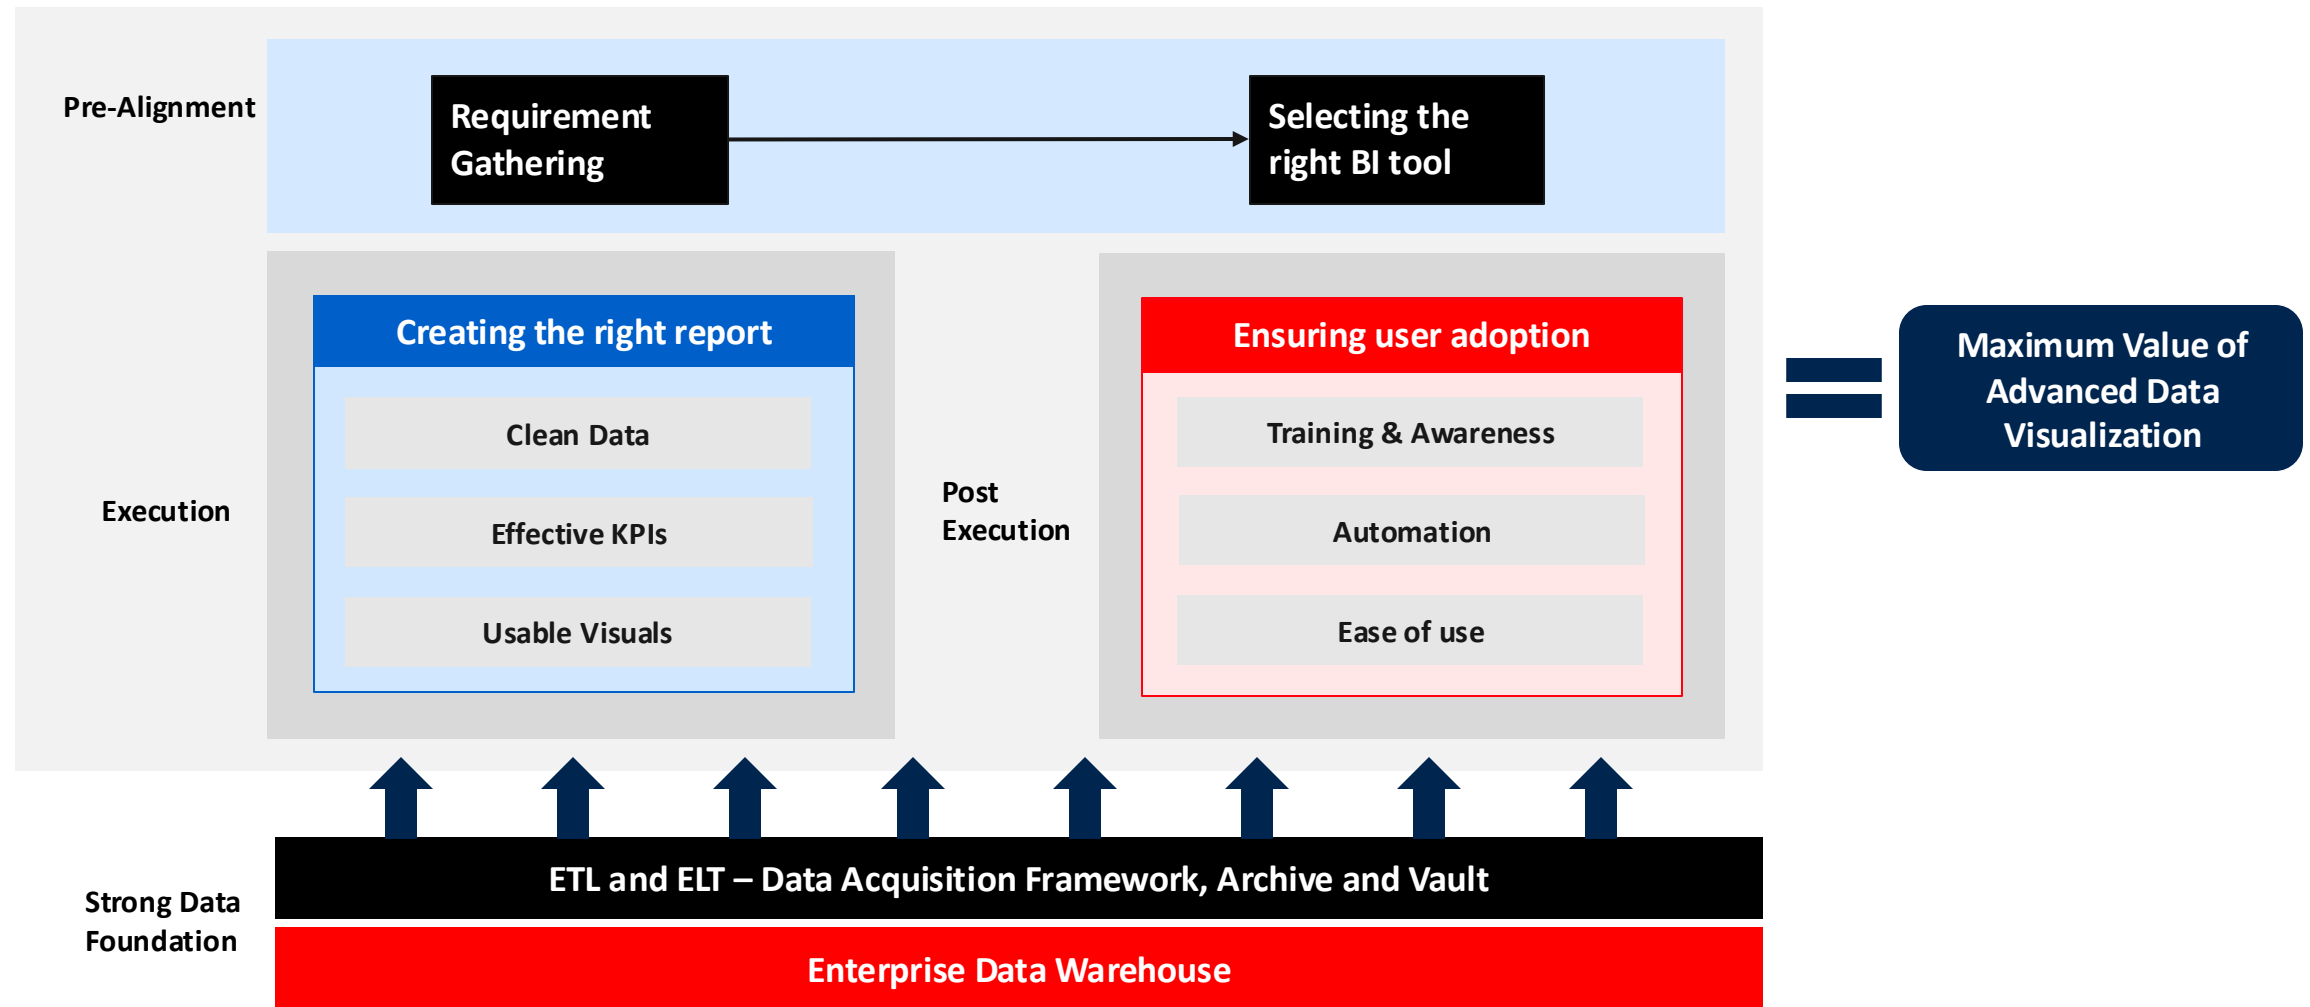 Pre-Alignment
Requirement
Gathering
Selecting the
right BI tool
Execution
Creating the right report
Clean Data
Effective KPIs
Usable Visuals
Post
Execution
Ensuring user adoption
Training & Awareness
Automation
Ease of use
Maximum Value of
Advanced Data
Visualization
Strong Data
Foundation
ETL and ELT – Data Acquisition Framework, Archive and Vault
Enterprise Data Warehouse